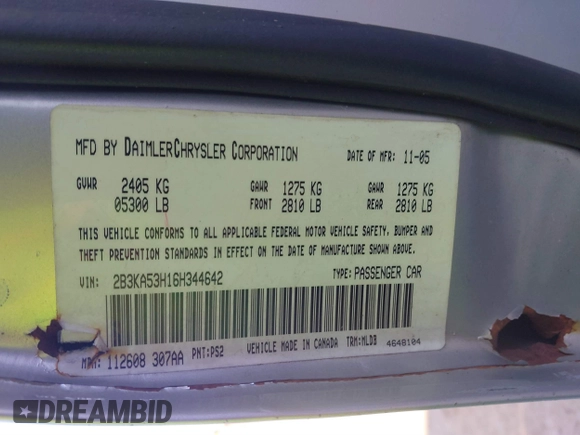 MFD BY DAIMLERCHRYSLER CORPORATION DATE OF MFR: 11-05
GVWR 2405 KG GAWR 1275 KG GAWR 1275 KG
05300 LB FRONT 2810 LB REAR 2810 LB
THIS VEHICLE CONFORMS TO ALL APPLICABLE FEDERAL MOTOR VEHICLE SAFETY, BUMPER AND
THEFT PREVENTION STANDARDS IN EFFECT ON THE DATE OF MANUFACTURE SHOWN ABOVE.
VIN: 2B3KA53H16H344642 TYPE: PASSENGER CAR
MDH: 112608 307AA PNT: PS2 VEHICLE MADE IN CANADA TRM: MLDB 4648104
DREAMBID